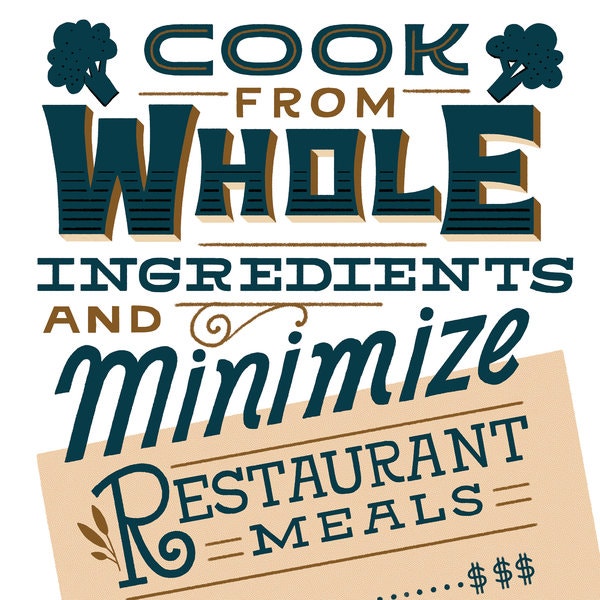 COOK
FROM
WHOLE
INGREDIENTS
AND
minimize
RESTAURANT
MEALS
........$$$